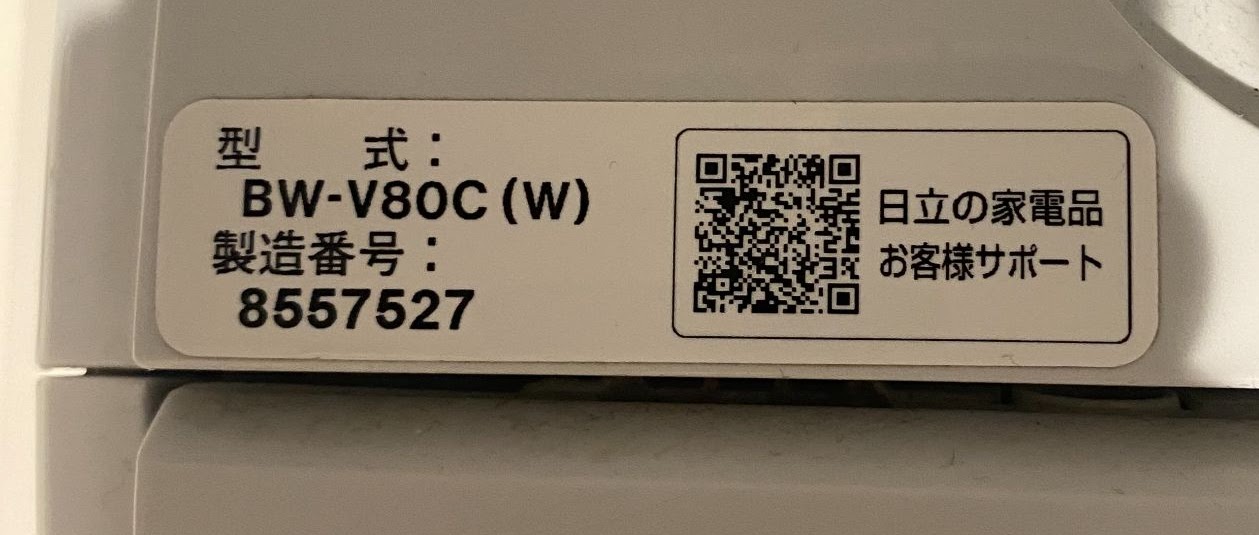 型 式：
BW-V80C (W)
製造番号：
8557527
日立の家電品
お客様サポート